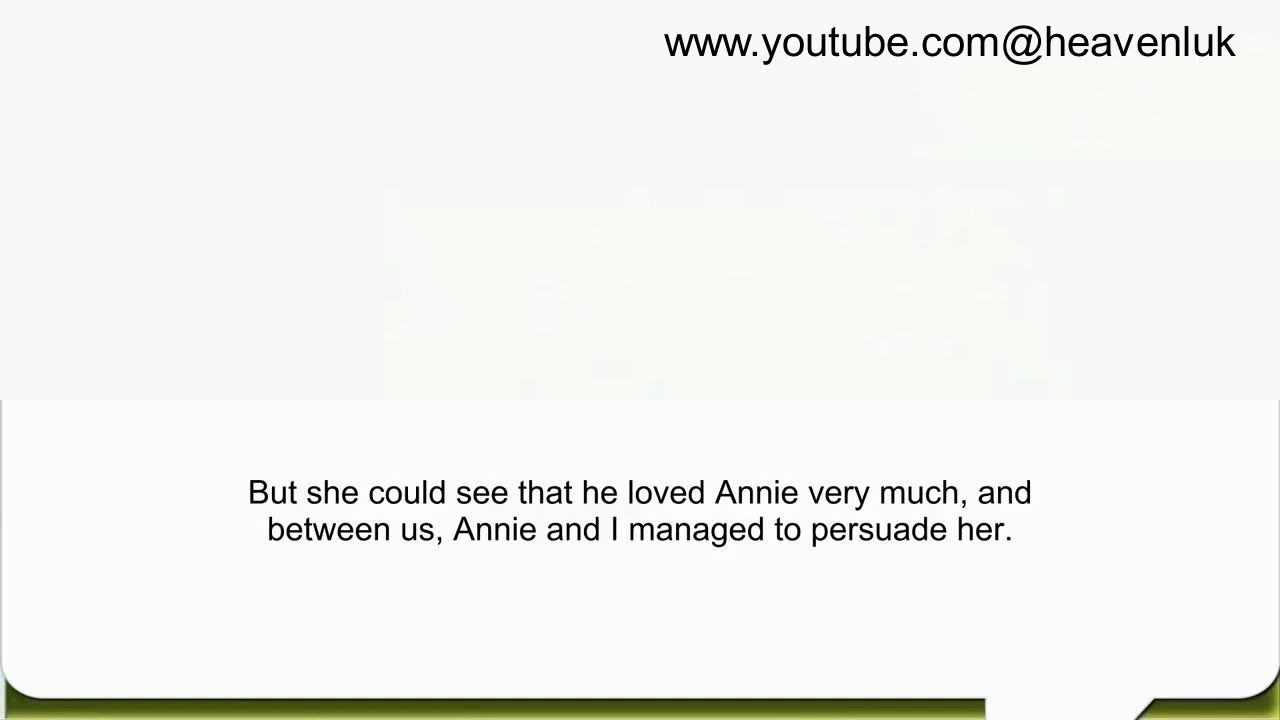 www.youtube.com@heavenluk
But she could see that he loved Annie very much, and
between us, Annie and I managed to persuade her.